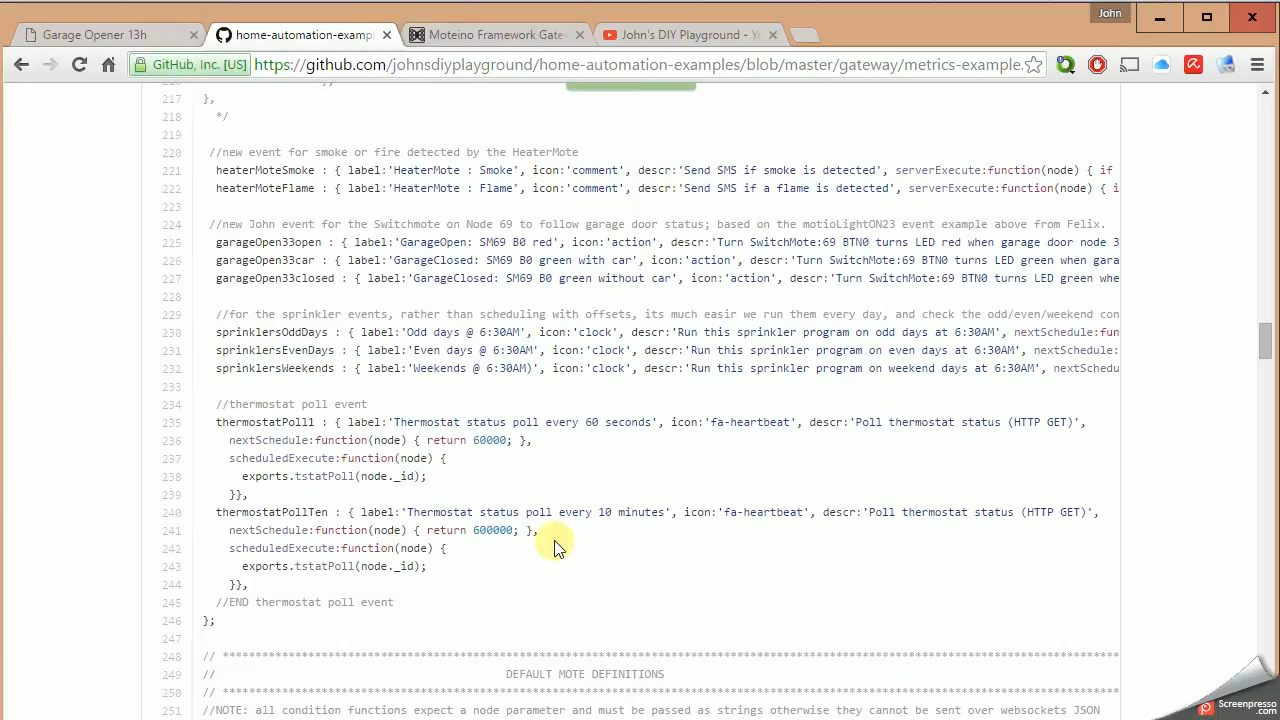 John
Garage Opener 13h
home-automation-examp
Moteino Framework Gate
John's DIY Playground - Y
GitHub, Inc. [US]
https://github.com/johnsdiyplayground/home-automation-examples/blob/master/gateway/metrics-example.
217 },
218 */
219
220 //new event for smoke or fire detected by the HeaterMote
221 heaterMoteSmoke : { label:'HeaterMote : Smoke', icon:'comment', descr:'Send SMS if smoke is detected', serverExecute:function(node) { if
222 heaterMoteFlame : { label:'HeaterMote : Flame', icon:'comment', descr:'Send SMS if a flame is detected', serverExecute:function(node) { i
223
224 //new John event for the Switchmote on Node 69 to follow garage door status; based on the motioLightON23 event example above from Felix.
225 garageOpen33open : { label:'GarageOpen: SM69 B0 red', icon:'action', descr:'Turn SwitchMote:69 BTN0 turns LED red when garage door node 3
226 garageOpen33car : { label:'GarageClosed: SM69 B0 green with car', icon:'action', descr:'Turn SwitchMote:69 BTN0 turns LED green when gara
227 garageOpen33closed : { label:'GarageClosed: SM69 B0 green without car', icon:'action', descr:'Turn SwitchMote:69 BTN0 turns LED green whe
228
229 //for the sprinkler events, rather than scheduling with offsets, its much easir we run them every day, and check the odd/even/weekend con
230 sprinklersOddDays : { label:'Odd days @ 6:30AM', icon:'clock', descr:'Run this sprinkler program on odd days at 6:30AM', nextSchedule:fun
231 sprinklersEvenDays : { label:'Even days @ 6:30AM', icon:'clock', descr:'Run this sprinkler program on even days at 6:30AM', nextSchedule:
232 sprinklersWeekends : { label:'Weekends @ 6:30AM)', icon:'clock', descr:'Run this sprinkler program on weekend days at 6:30AM', nextSchedu
233
234 //thermostat poll event
235 thermostatPoll1 : { label:'Thermostat status poll every 60 seconds', icon:'fa-heartbeat', descr:'Poll thermostat status (HTTP GET)',
236 nextSchedule:function(node) { return 60000; },
237 scheduledExecute:function(node) {
238 exports.tstatPoll(node._id);
239 }},
240 thermostatPollTen : { label:'Thermostat status poll every 10 minutes', icon:'fa-heartbeat', descr:'Poll thermostat status (HTTP GET)',
241 nextSchedule:function(node) { return 600000; },
242 scheduledExecute:function(node) {
243 exports.tstatPoll(node._id);
244 }},
245 //END thermostat poll event
246 };
247
248 // ******************************************************************************************************************************************
249 // DEFAULT MOTE DEFINITIONS
250 // ******************************************************************************************************************************************
251 //NOTE: all condition functions expect a node parameter and must be passed as strings otherwise they cannot be sent over websockets JSON
Screenpresso
.com